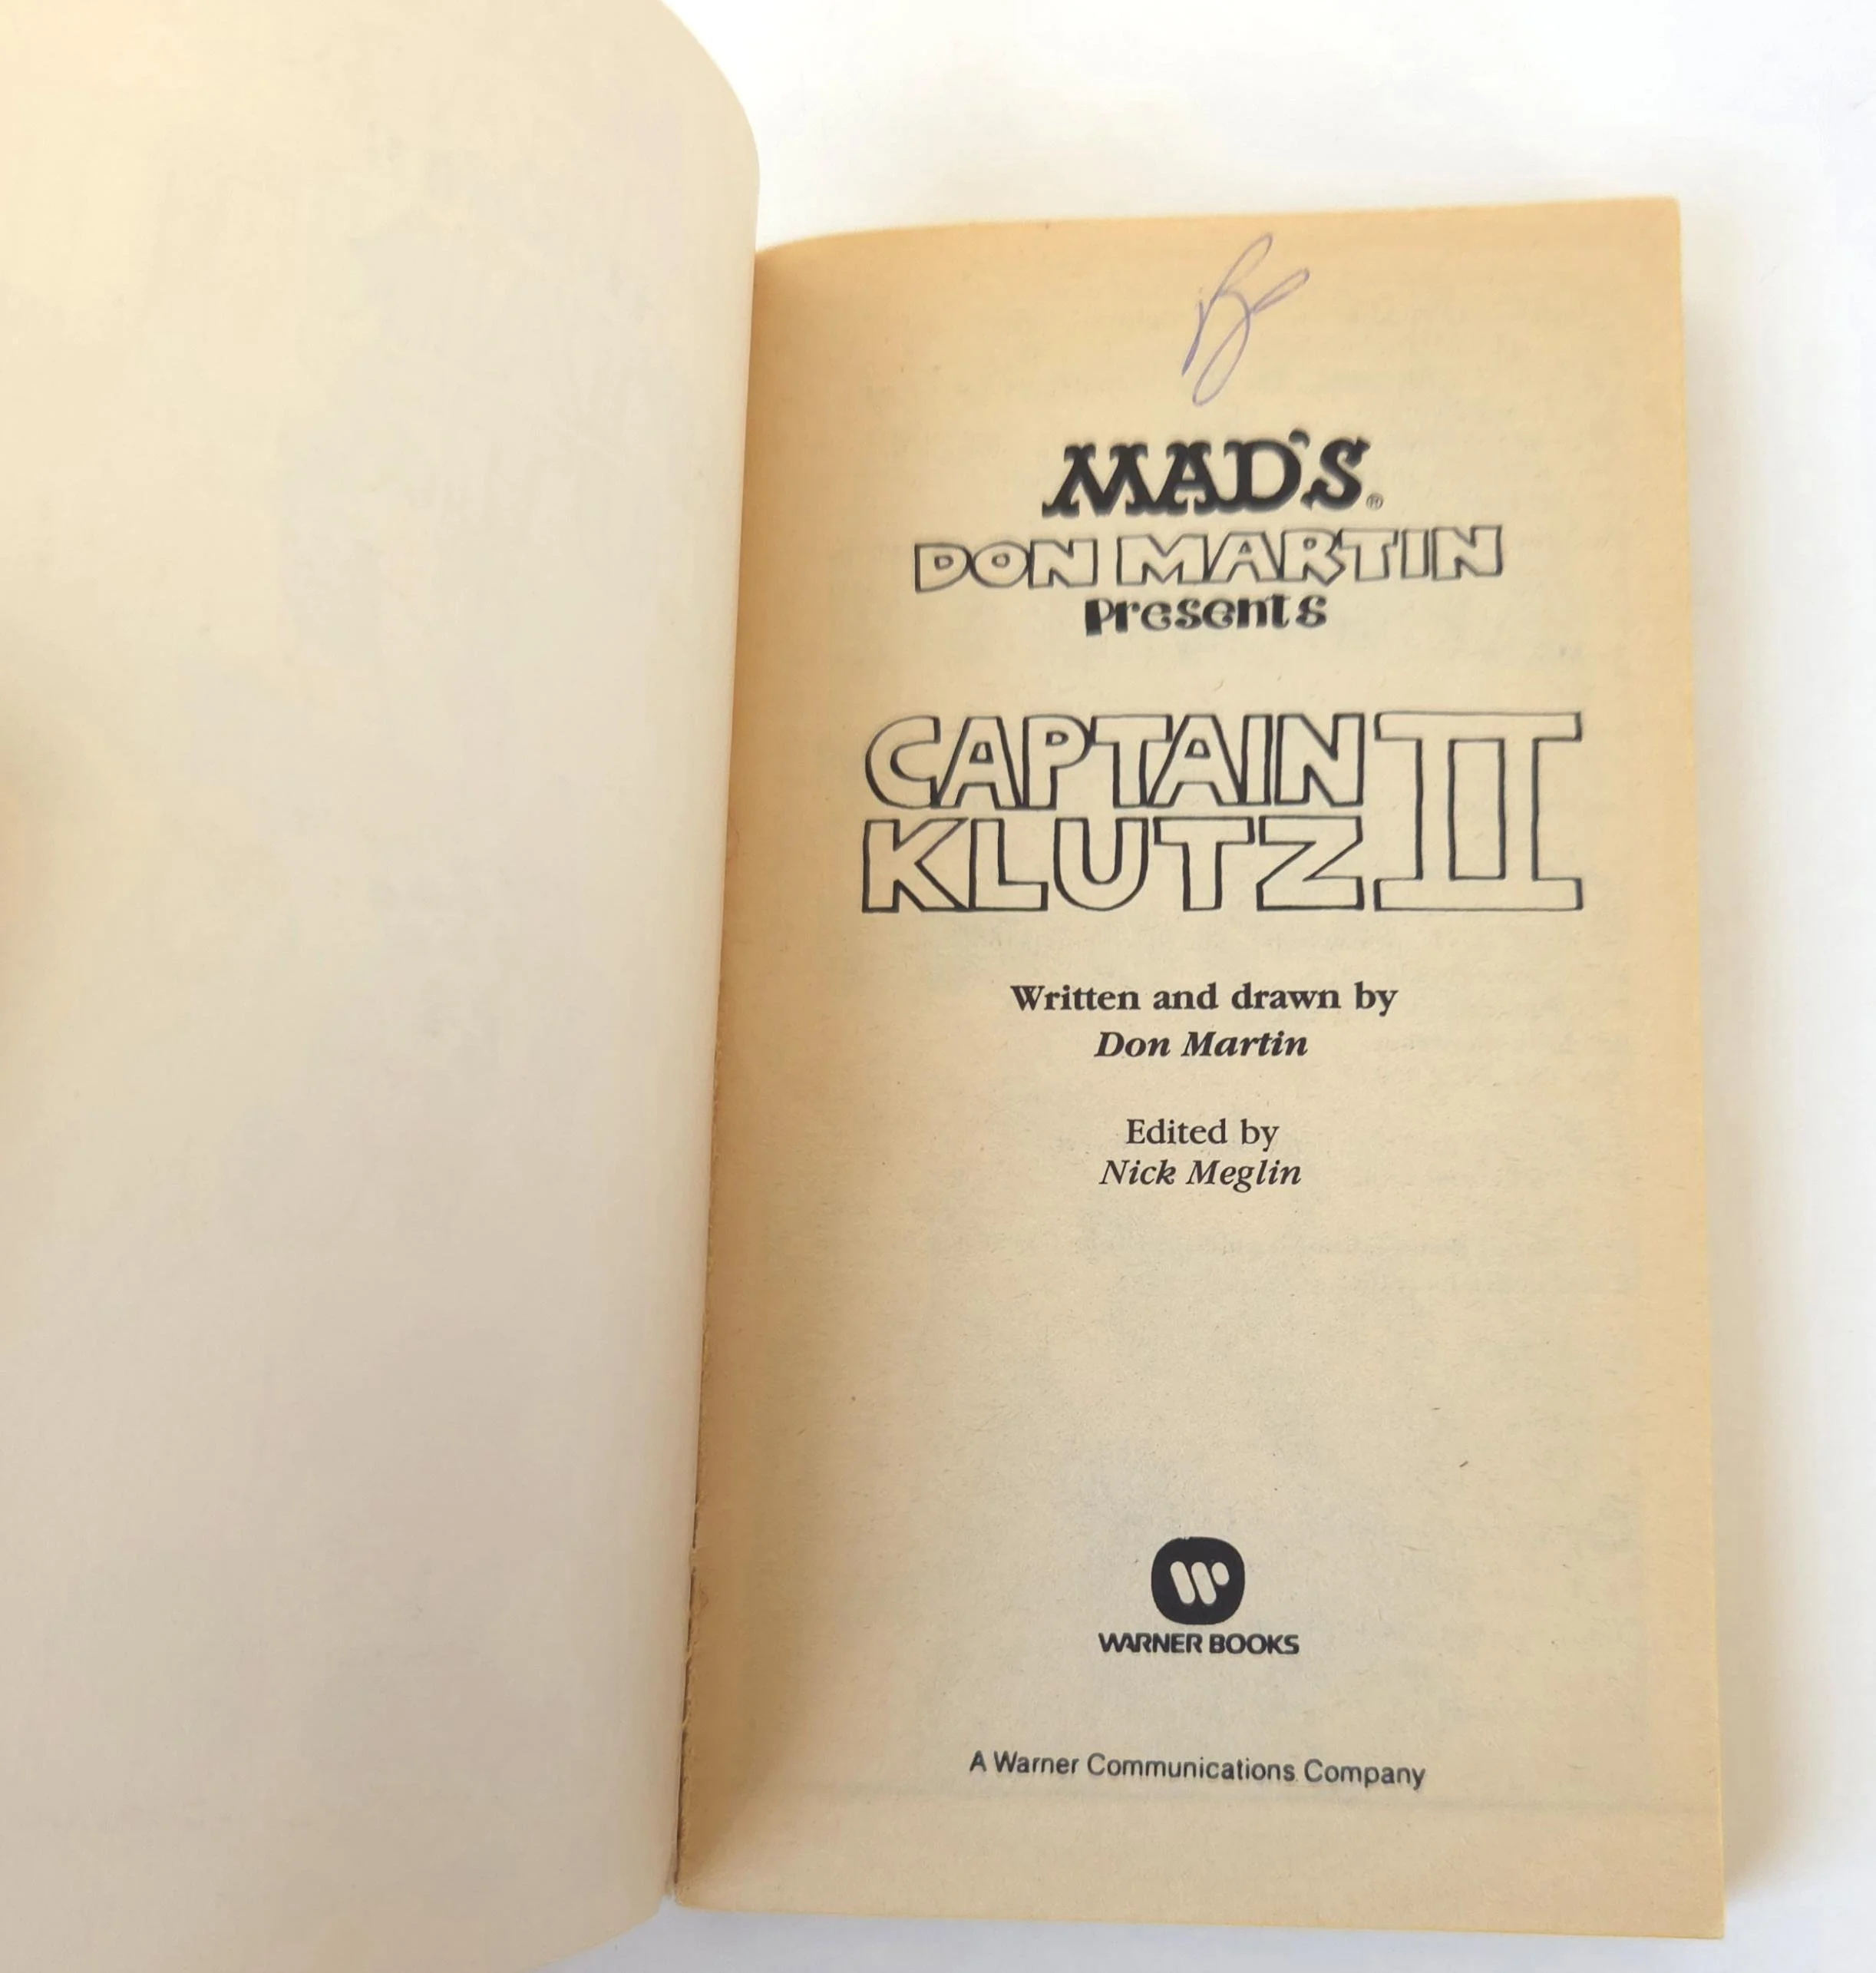 MAD'S®
DON MARTIN
presents
CAPTAIN
KLUTZ II
Written and drawn by
Don Martin
Edited by
Nick Meglin
WARNER BOOKS
A Warner Communications Company